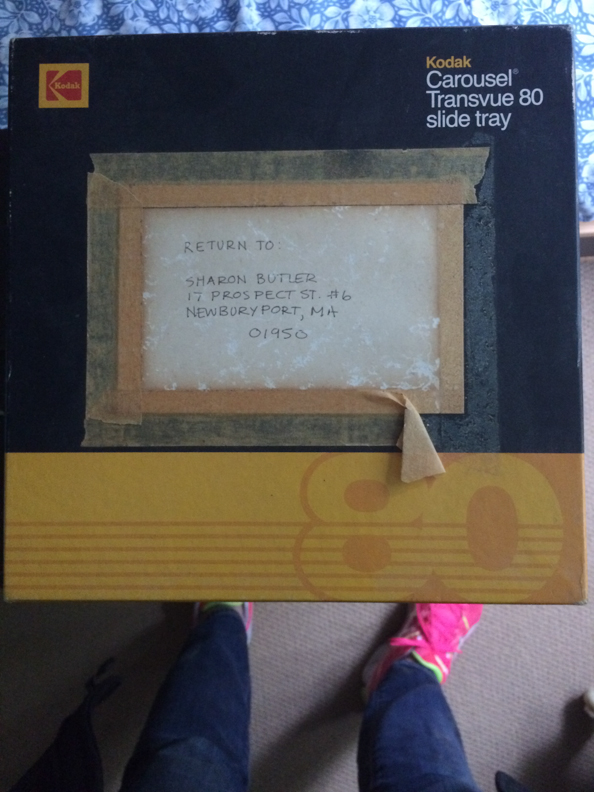 Kodak
Kodak
Carousel®
Transvue 80
slide tray
RETURN TO:
SHARON BUTLER
17 PROSPECT ST. #6
NEWBURYPORT, MA
01950
80